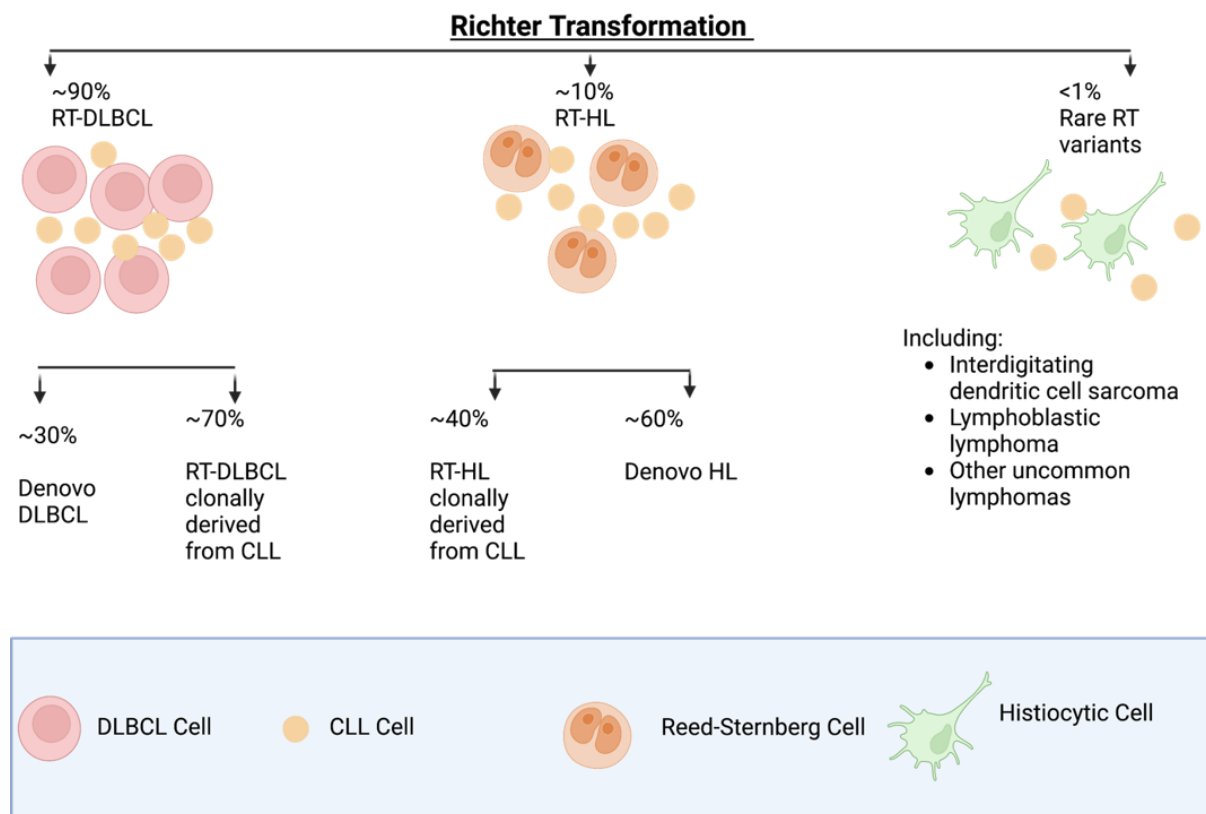 Richter Transformation
~90%
RT-DLBCL
~10%
RT-HL
<1%
Rare RT
variants
~30%
Denovo
DLBCL
~70%
RT-DLBCL
clonally
derived
from CLL
~40%
RT-HL
clonally
derived
from CLL
~60%
Denovo HL
Including:
• Interdigitating
dendritic cell sarcoma
• Lymphoblastic
lymphoma
• Other uncommon
lymphomas
DLBCL Cell
CLL Cell
Reed-Sternberg Cell
Histiocytic Cell